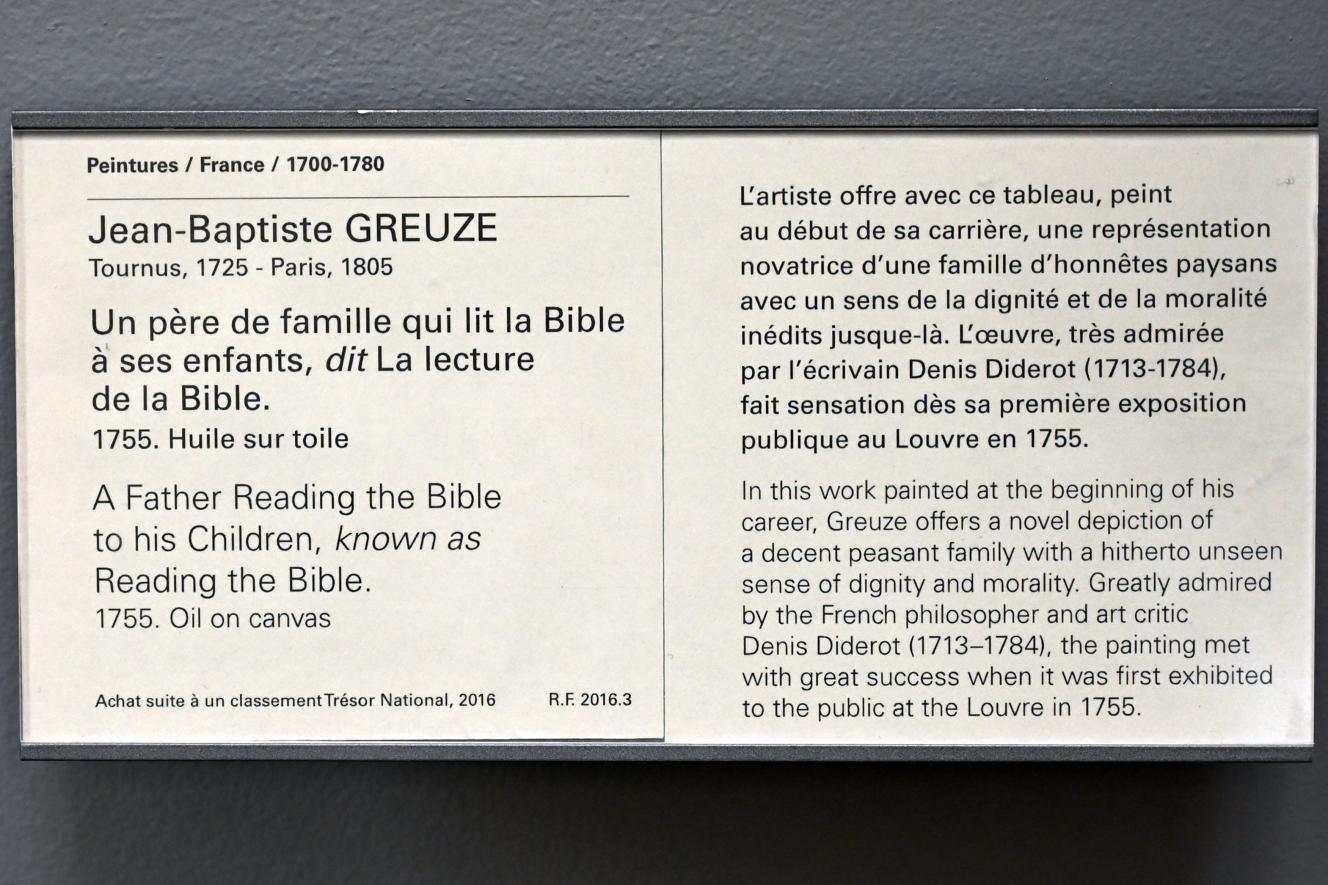 Peintures / France / 1700-1780
Jean-Baptiste GREUZE
Tournus, 1725 - Paris, 1805
Un père de famille qui lit la Bible
à ses enfants, dit La lecture
de la Bible.
1755. Huile sur toile
A Father Reading the Bible
to his Children, known as
Reading the Bible.
1755. Oil on canvas
Achat suite à un classement Trésor National, 2016 R.F. 2016.3
L'artiste offre avec ce tableau, peint
au début de sa carrière, une représentation
novatrice d'une famille d'honnêtes paysans
avec un sens de la dignité et de la moralité
inédits jusque-là. L'œuvre, très admirée
par l'écrivain Denis Diderot (1713-1784),
fait sensation dès sa première exposition
publique au Louvre en 1755.
In this work painted at the beginning of his
career, Greuze offers a novel depiction of
a decent peasant family with a hitherto unseen
sense of dignity and morality. Greatly admired
by the French philosopher and art critic
Denis Diderot (1713–1784), the painting met
with great success when it was first exhibited
to the public at the Louvre in 1755.